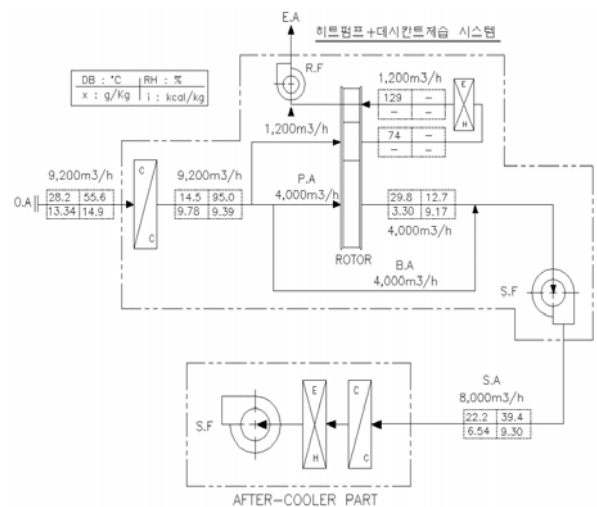 E.A
히트펌프+데시칸트제습 시스템
R.F
DB : °C RH : %
x : g/Kg i : kcal/kg
1,200m3/h
129 -
- -
E
H
1,200m3/h
74 -
- -
9,200m3/h
9,200m3/h
P.A
4,000m3/h
O.A
28.2 55.6
13.34 14.9
C
C
14.5 95.0
9.78 9.39
29.8 12.7
3.30 9.17
4,000m3/h
ROTOR
B.A
4,000m3/h
S.F
S.A
8,000m3/h
22.2 39.4
6.54 9.30
S.F
E
H
C
C
AFTER-COOLER PART